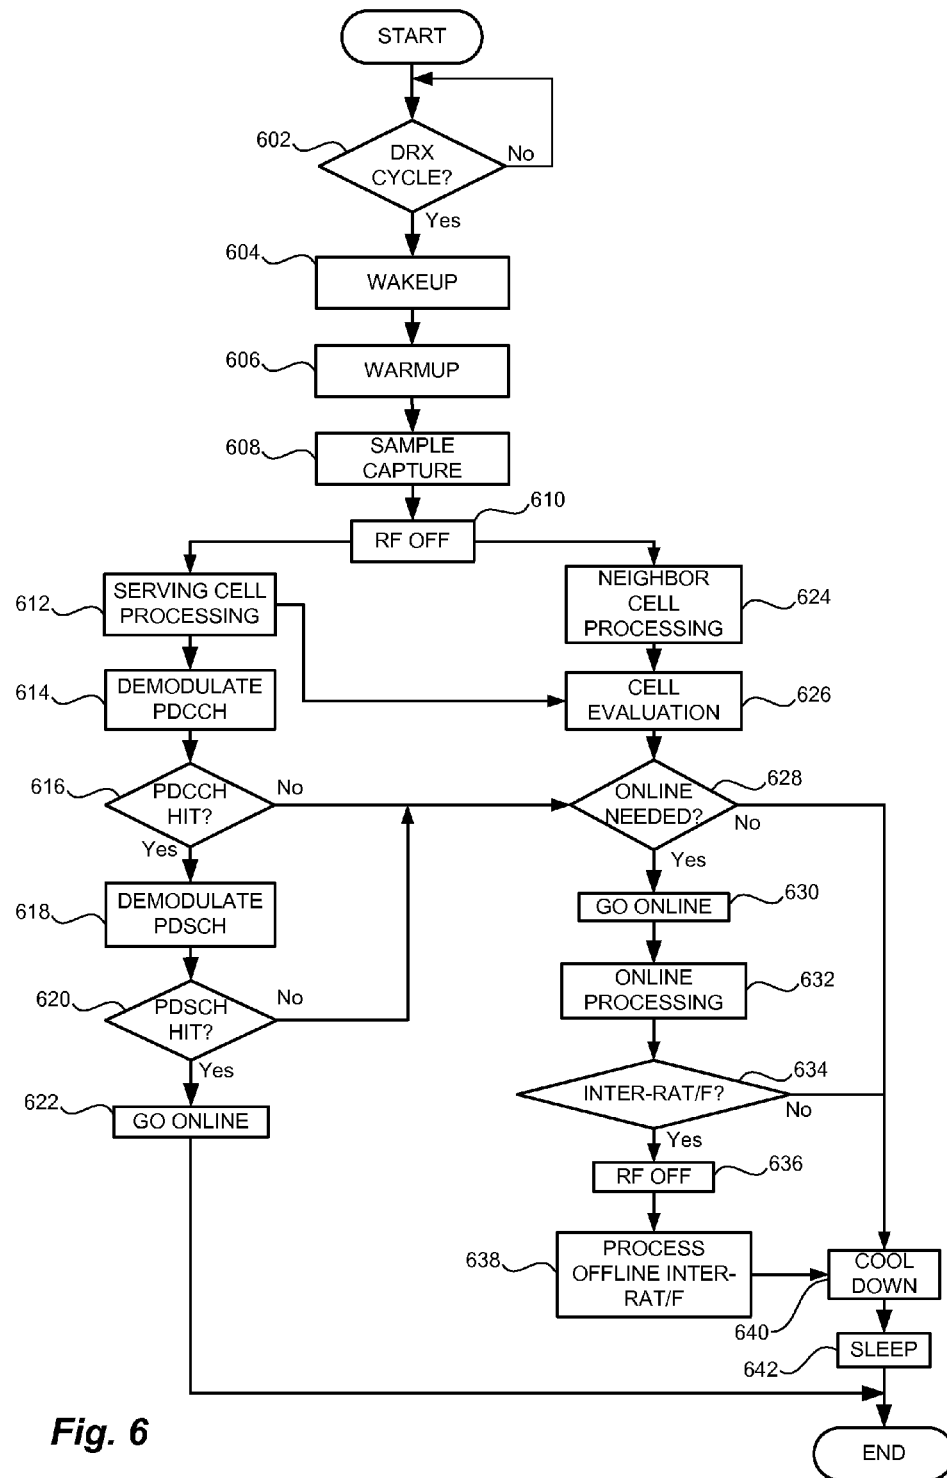 START
602
DRX
CYCLE?
No
Yes
604
WAKEUP
606
WARMUP
608
SAMPLE
CAPTURE
610
RF OFF
612
SERVING CELL
PROCESSING
NEIGHBOR
CELL
PROCESSING
624
614
DEMODULATE
PDCCH
CELL
EVALUATION
626
616
PDCCH
HIT?
No
Yes
ONLINE
NEEDED?
628
No
Yes
618
DEMODULATE
PDSCH
GO ONLINE
630
620
PDSCH
HIT?
No
Yes
ONLINE
PROCESSING
632
622
GO ONLINE
INTER-RAT/F?
634
No
Yes
RF OFF
636
638
PROCESS
OFFLINE INTER-
RAT/F
COOL
DOWN
640
SLEEP
642
END
Fig. 6